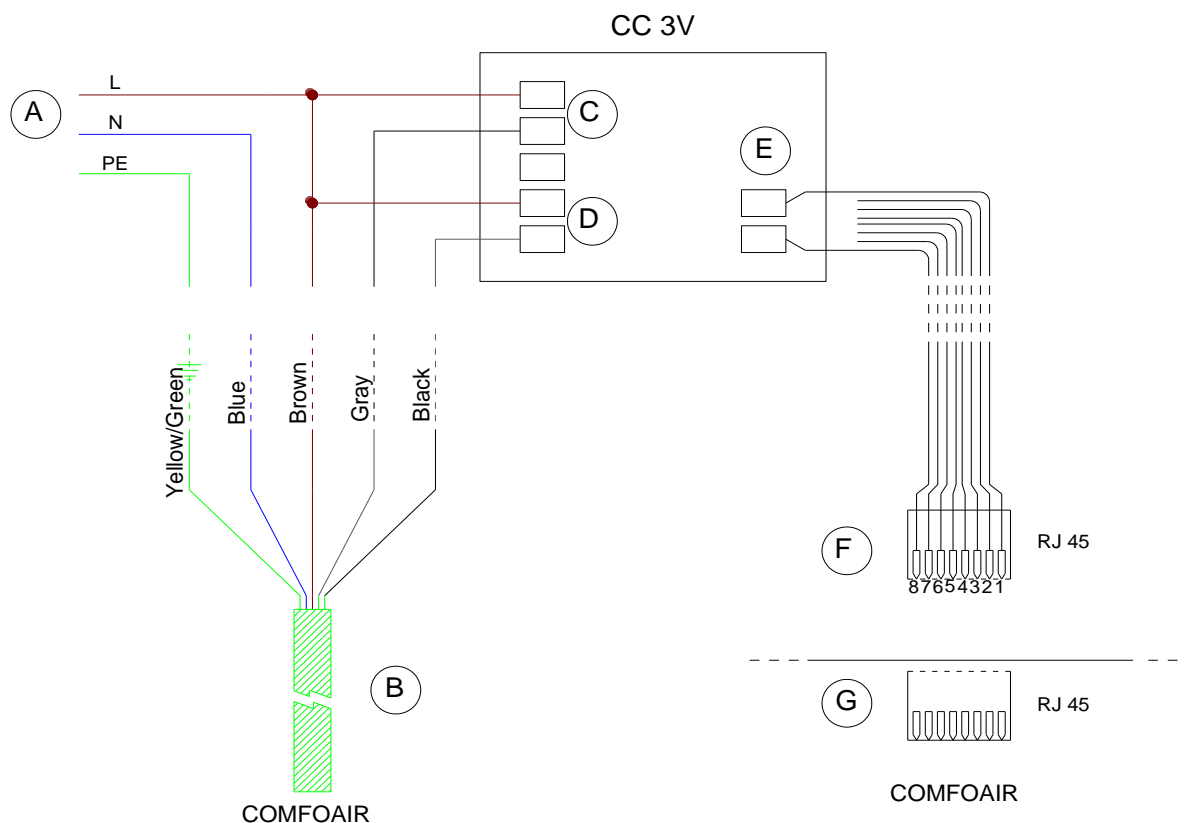 CC 3V
L
A
C
N
E
PE
D
Yellow/Green
Blue
Brown
Gray
Black
F
RJ 45
87654321
B
G
RJ 45
COMFOAIR
COMFOAIR